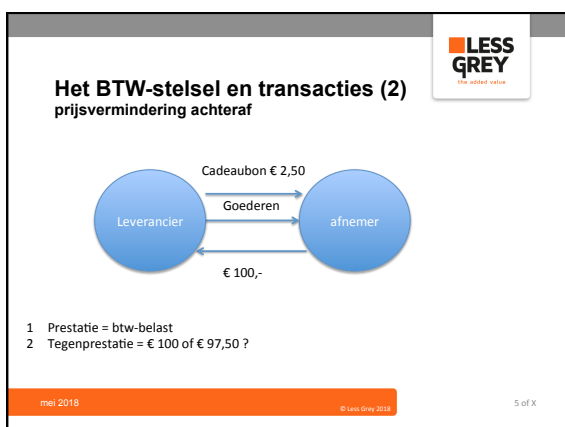 LESS
GREY
the added value
Het BTW-stelsel en transacties (2)
prijsvermindering achteraf
Cadeaubon € 2,50
Goederen
Leverancier
afnemer
€ 100,-
1 Prestatie = btw-belast
2 Tegenprestatie = € 100 of € 97,50 ?
mei 2018
© Less Grey 2018
5 of X